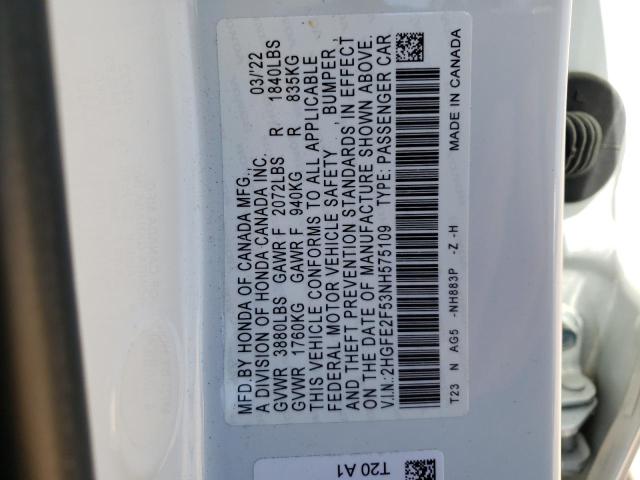 MFD.BY HONDA OF CANADA MFG., 03/'22
A DIVISION OF HONDA CANADA INC.
GVWR 3880LBS GAWR F 2072LBS R 1840LBS
GVWR 1760KG GAWR F 940KG R 835KG
THIS VEHICLE CONFORMS TO ALL APPLICABLE
FEDERAL MOTOR VEHICLE SAFETY , BUMPER ,
AND THEFT PREVENTION STANDARDS IN EFFECT
ON THE DATE OF MANUFACTURE SHOWN ABOVE.
V.I.N.:2HGFE2F53NH575109 TYPE: PASSENGER CAR
T23 N AG5 -NH883P -Z -H MADE IN CANADA
T20 A1